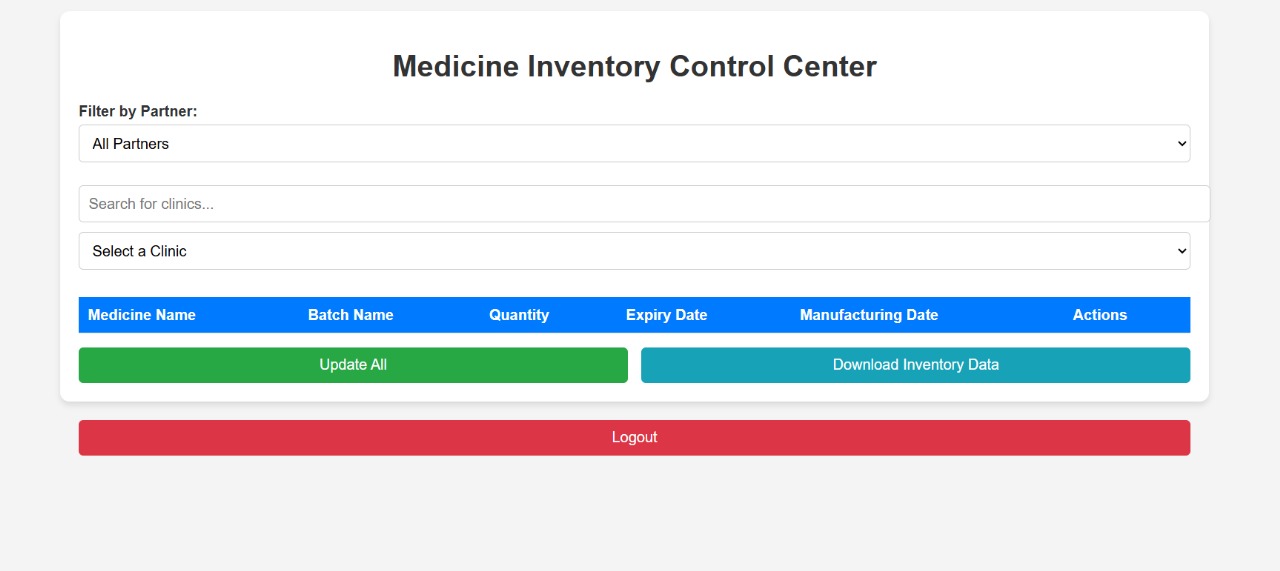 Medicine Inventory Control Center
Filter by Partner:
All Partners
Search for clinics...
Select a Clinic
Medicine Name Batch Name Quantity Expiry Date Manufacturing Date Actions
Update All Download Inventory Data
Logout